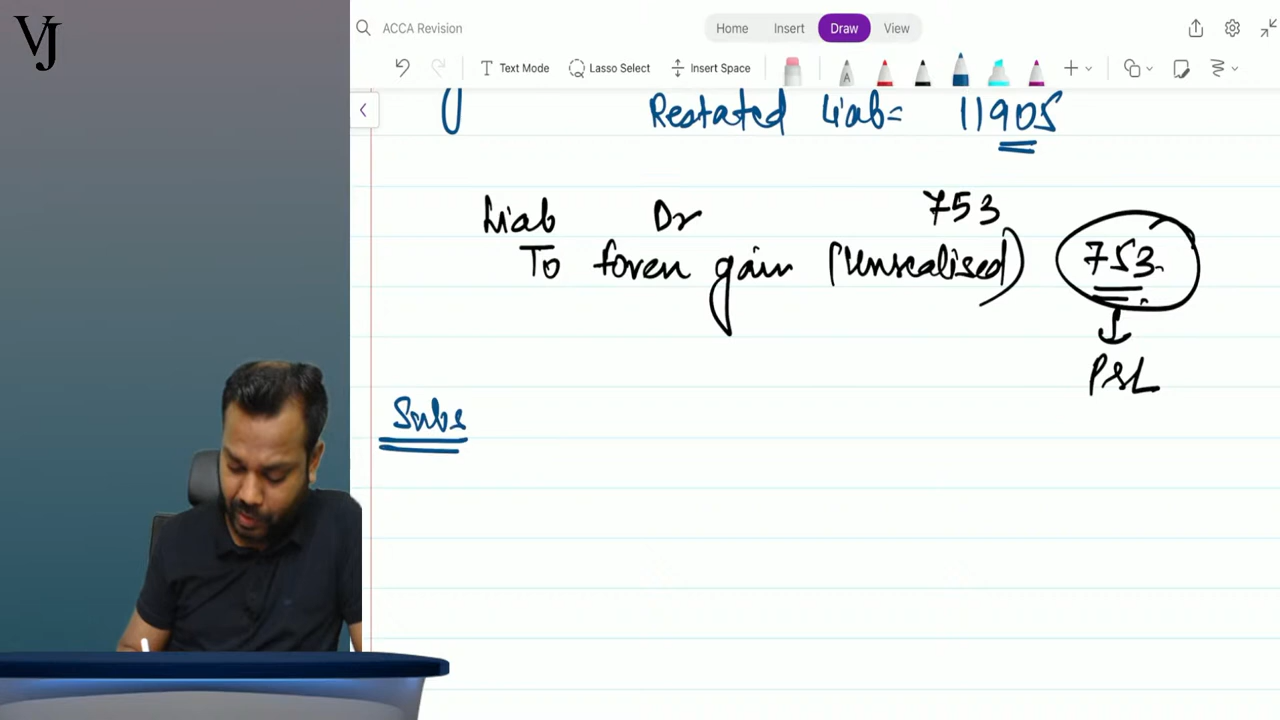 VJ
ACCA Revision
Home Insert Draw View
Text Mode Lasso Select Insert Space
Restated Liab= 11905
Liab Dr 753
To forex gain (Unrealised) 753
P&L
Subs